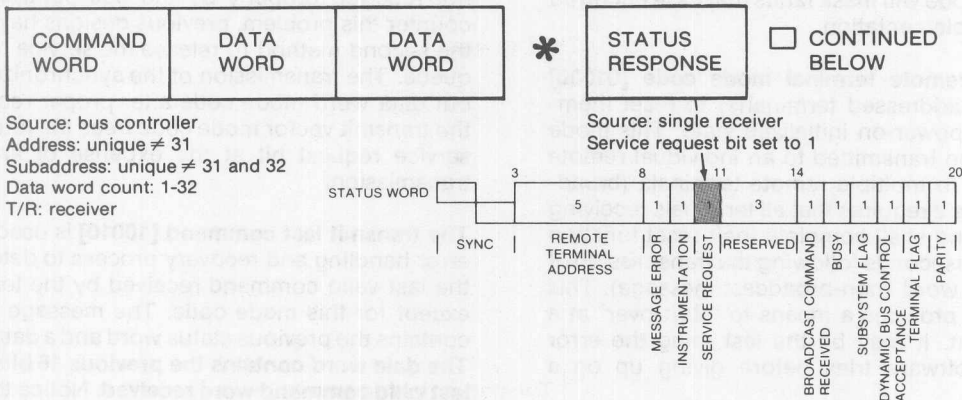 COMMAND WORD
DATA WORD
DATA WORD
*
STATUS RESPONSE
CONTINUED BELOW
Source: bus controller
Address: unique ≠ 31
Subaddress: unique ≠ 31 and 32
Data word count: 1-32
T/R: receiver
Source: single receiver
Service request bit set to
STATUS WORD
3 8 11 14 20
5 1 1 1 3 1 1 1 1 1 1
SYNC
REMOTE TERMINAL ADDRESS
MESSAGE ERROR
INSTRUMENTATION
SERVICE REQUEST
RESERVED
BROADCAST COMMAND RECEIVED
BUSY
SUBSYSTEM FLAG
DYNAMIC BUS CONTROL ACCEPTANCE
TERMINAL FLAG
PARITY